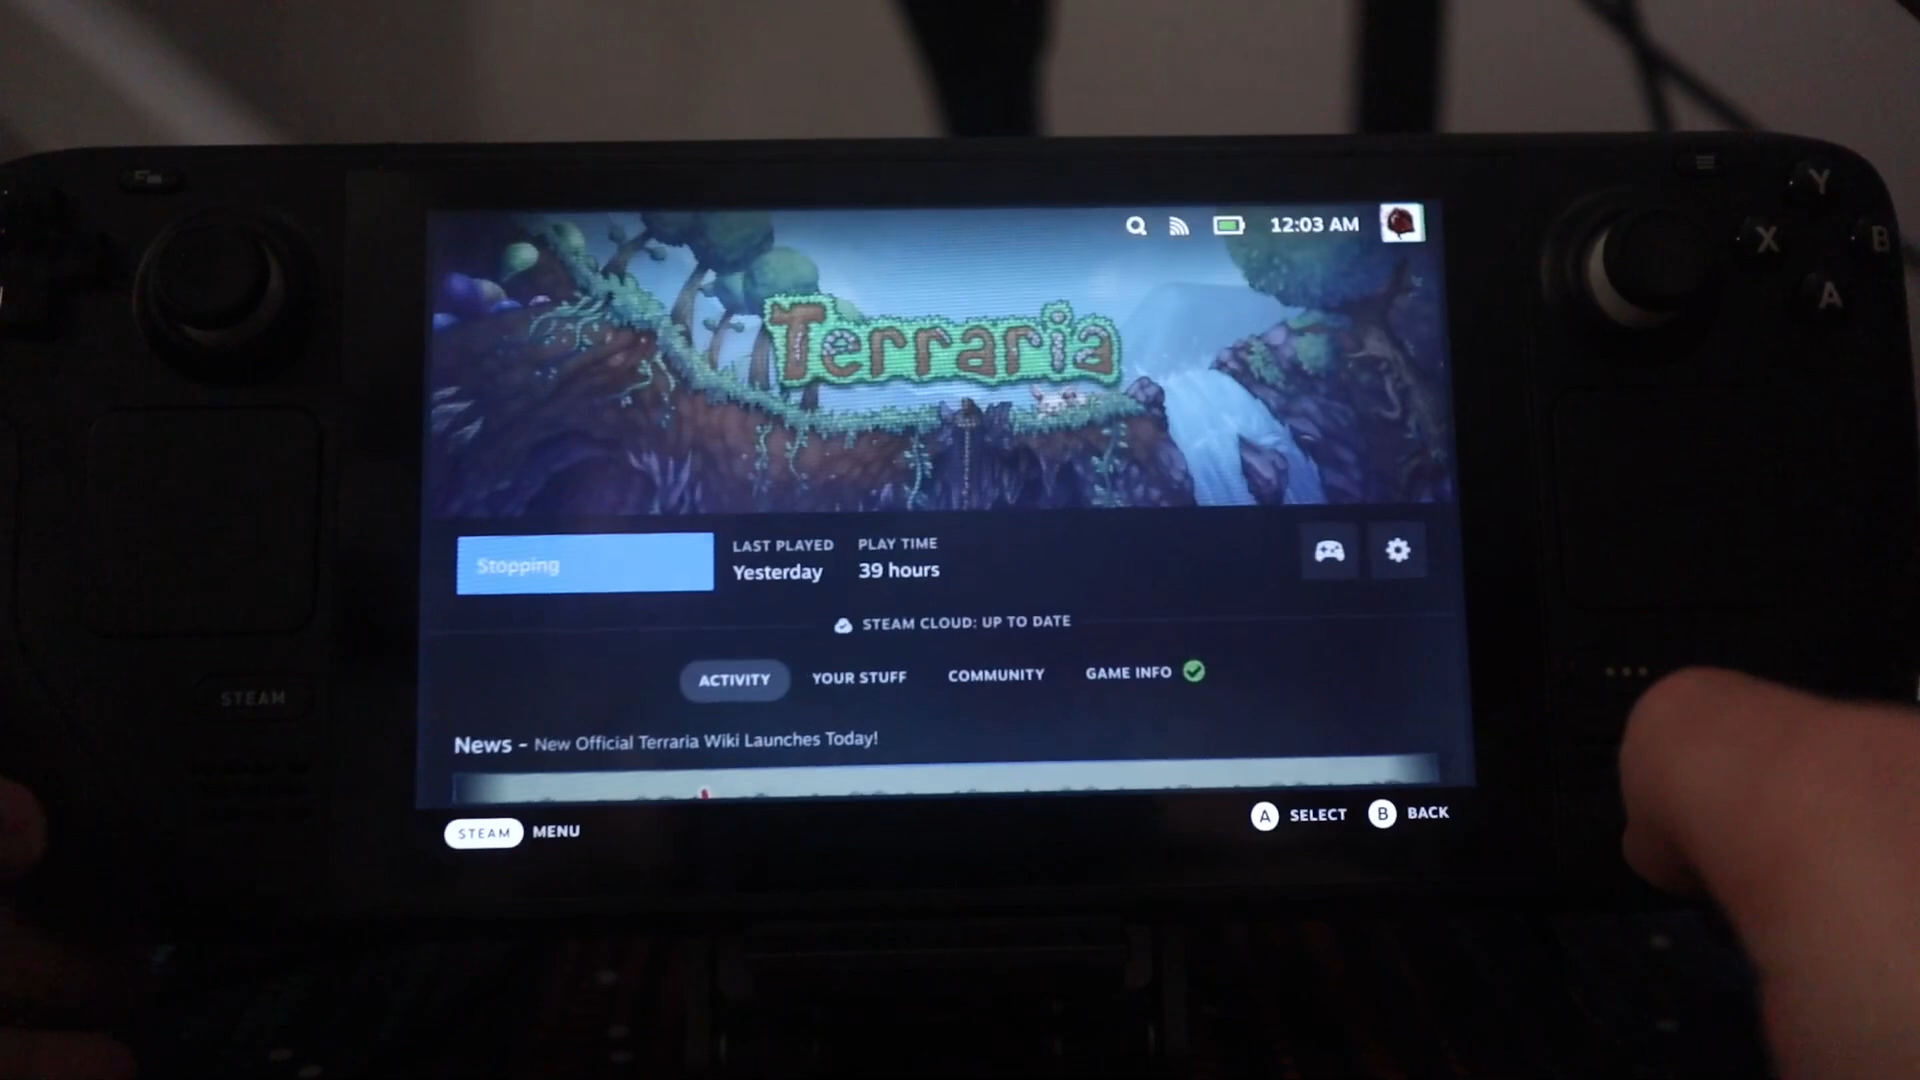 12:03 AM
Y
X
B
A
Terraria
Stopping
LAST PLAYED
Yesterday
PLAY TIME
39 hours
STEAM CLOUD: UP TO DATE
ACTIVITY
YOUR STUFF
COMMUNITY
GAME INFO
STEAM
News - New Official Terraria Wiki Launches Today!
STEAM MENU
A SELECT
B BACK